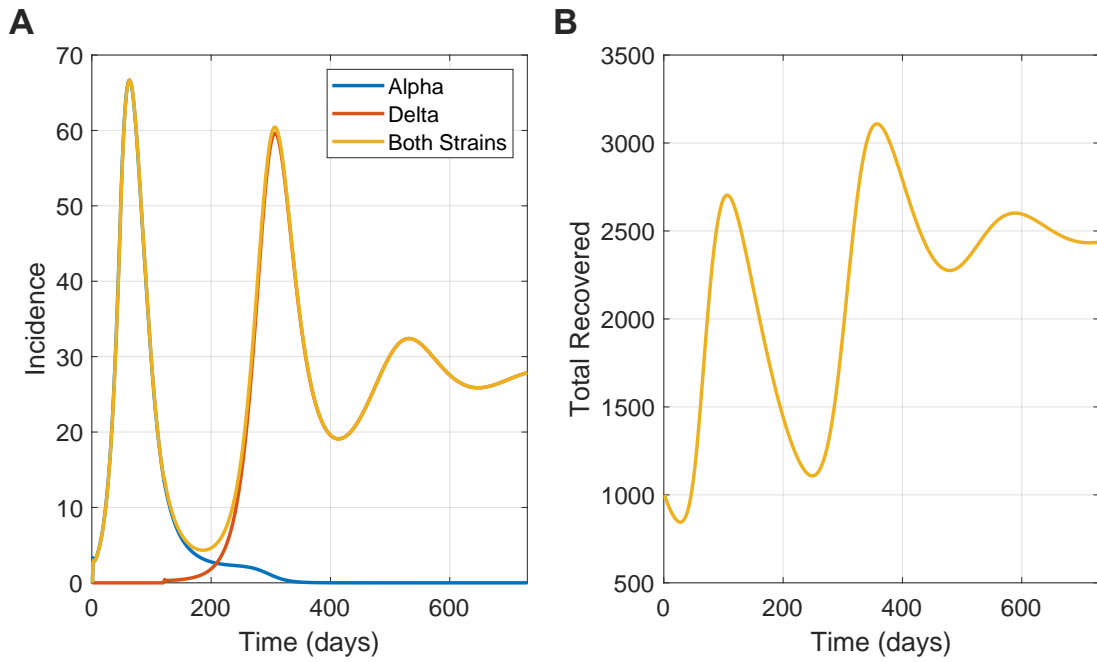 A
70
60
50
40
30
20
10
0
Incidence
0 200 400 600
Time (days)
Alpha
Delta
Both Strains
B
3500
3000
2500
2000
1500
1000
500
Total Recovered
0 200 400 600
Time (days)